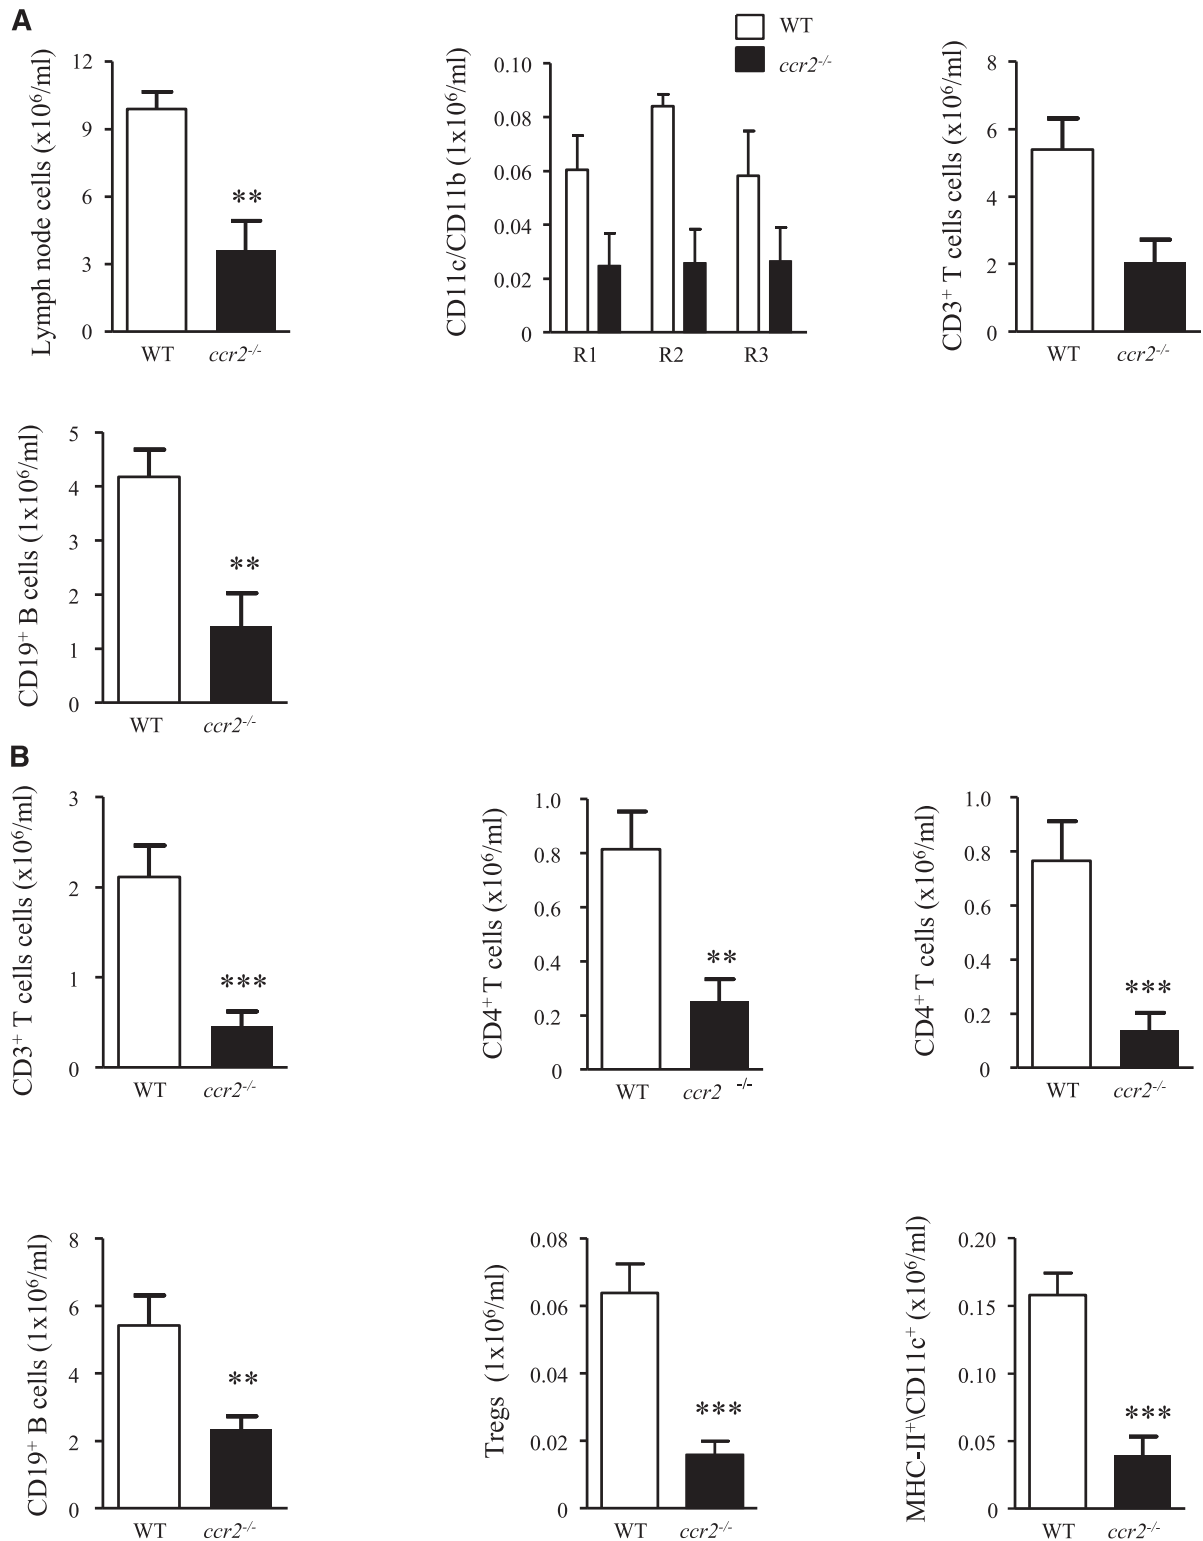 A
WT
ccr2-/-
Lymph node cells (x10⁶/ml)
12
9
6
3
0
**
WT ccr2-/-
CD11c/CD11b (1x10⁶/ml)
0.10
0.08
0.06
0.04
0.02
0
R1 R2 R3
CD3⁺ T cells cells (x10⁶/ml)
8
6
4
2
0
WT ccr2-/-
CD19⁺ B cells (1x10⁶/ml)
5
4
3
2
1
0
**
WT ccr2-/-
B
CD3⁺ T cells cells (x10⁶/ml)
3
2
1
0
***
WT ccr2-/-
CD4⁺ T cells (x10⁶/ml)
1.0
0.8
0.6
0.4
0.2
0
**
WT ccr2 -/-
CD4⁺ T cells (x10⁶/ml)
1.0
0.8
0.6
0.4
0.2
0
***
WT ccr2-/-
CD19⁺ B cells (1x10⁶/ml)
8
6
4
2
0
**
WT ccr2-/-
Tregs (1x10⁶/ml)
0.08
0.06
0.04
0.02
0
***
WT ccr2-/-
MHC-II⁺\CD11c⁺ (x10⁶/ml)
0.20
0.15
0.10
0.05
0
***
WT ccr2-/-